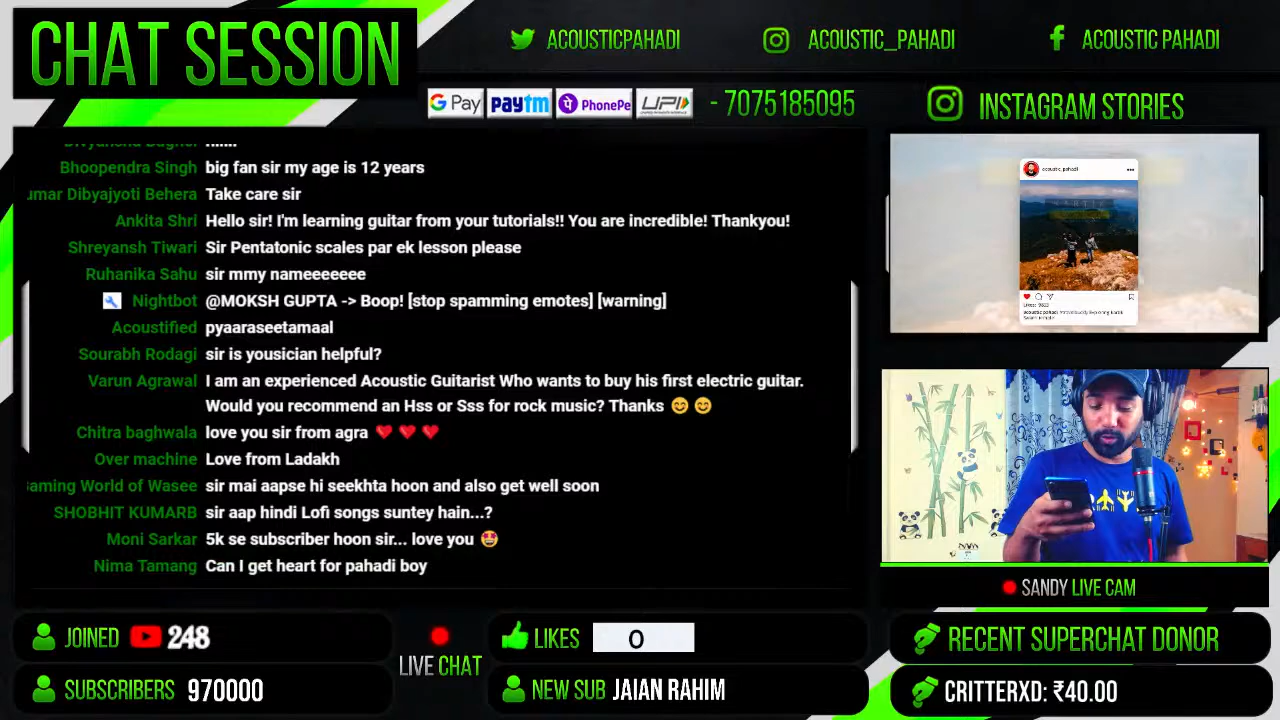 CHAT SESSION
ACOUSTICPAHADI
ACOUSTIC_PAHADI
ACOUSTIC PAHADI
G Pay paytm PhonePe UPI - 7075185095
INSTAGRAM STORIES
Bhoopendra Singh big fan sir my age is 12 years
umar Dibyajyoti Behera Take care sir
Ankita Shri Hello sir! I'm learning guitar from your tutorials!! You are incredible! Thankyou!
Shreyansh Tiwari Sir Pentatonic scales par ek lesson please
Ruhanika Sahu sir mmy nameeeeeee
Nightbot @MOKSH GUPTA -> Boop! [stop spamming emotes] [warning]
Acoustified pyaaraseetamaal
Sourabh Rodagi sir is yousician helpful?
Varun Agrawal I am an experienced Acoustic Guitarist Who wants to buy his first electric guitar.
Would you recommend an Hss or Sss for rock music? Thanks 😊 😊
Chitra baghwala love you sir from agra ❤️ ❤️ ❤️
Over machine Love from Ladakh
aming World of Wasee sir mai aapse hi seekhta hoon and also get well soon
SHOBHIT KUMARB sir aap hindi Lofi songs suntey hain...?
Moni Sarkar 5k se subscriber hoon sir... love you 🤩
Nima Tamang Can I get heart for pahadi boy
acoustic_pahadi
SANDY LIVE CAM
JOINED 248
SUBSCRIBERS 970000
LIVE CHAT
LIKES 0
NEW SUB JAIAN RAHIM
RECENT SUPERCHAT DONOR
CRITTERXD: ₹40.00